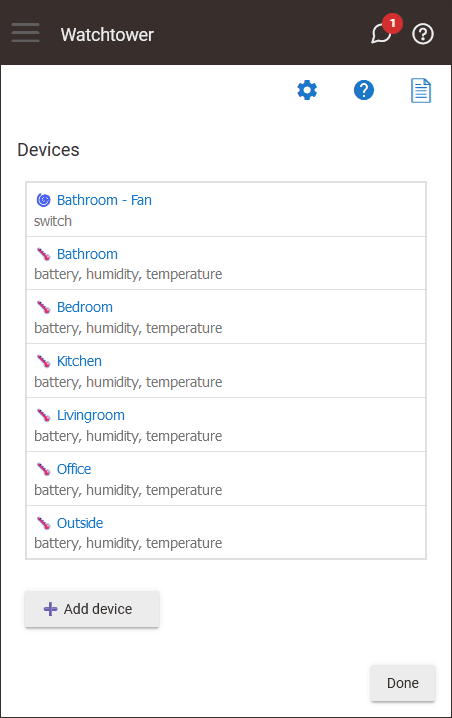 Watchtower
1
Devices
Bathroom - Fan
switch
Bathroom
battery, humidity, temperature
Bedroom
battery, humidity, temperature
Kitchen
battery, humidity, temperature
Livingroom
battery, humidity, temperature
Office
battery, humidity, temperature
Outside
battery, humidity, temperature
Add device
Done